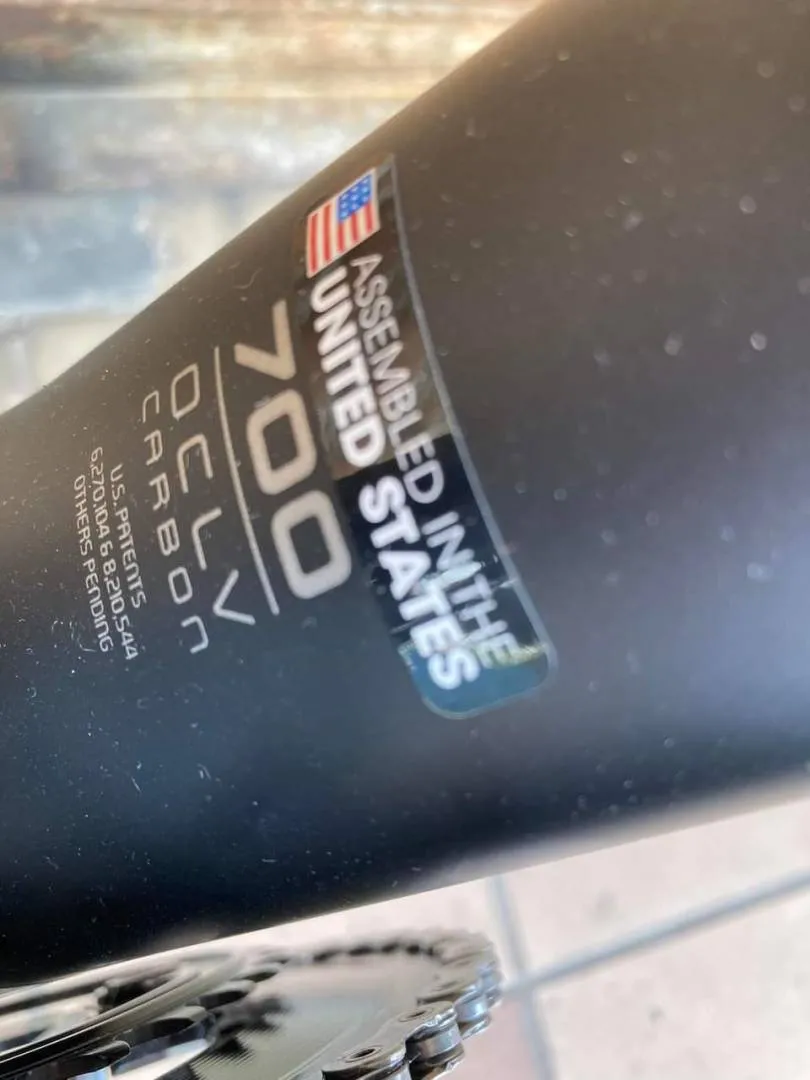 ASSEMBLED IN THE
UNITED STATES
700
OCLV
CARBON
U.S. PATENTS
6,270,104 & 8,210,544
OTHERS PENDING